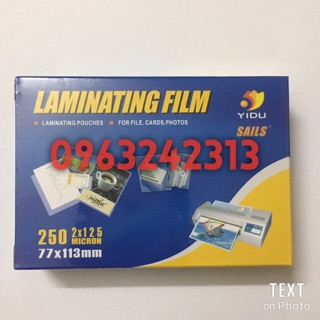 LAMINATING FILM
YIDU
• LAMINATING POUCHES • FOR FILE, CARDS, PHOTOS
SAILS®
0963242313
250 2x125
MICRON
77x113mm
TEXT
on Photo